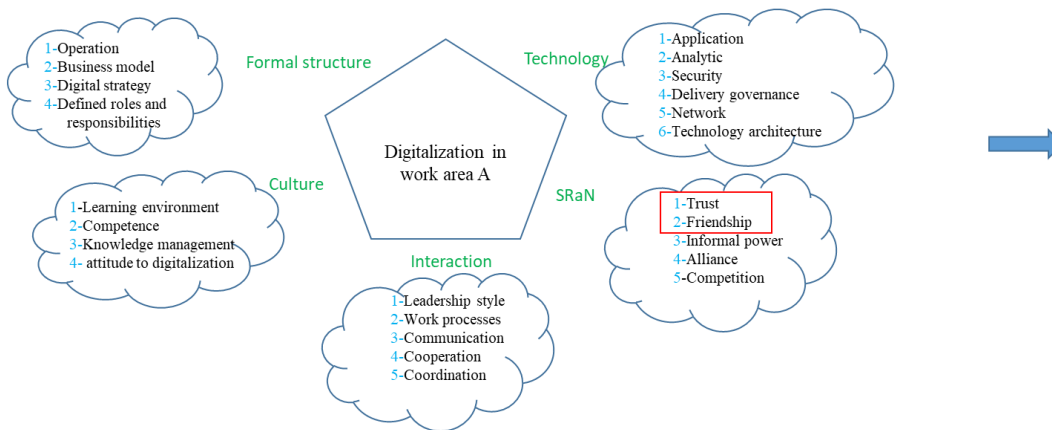 1-Operation
2-Business model
3-Digital strategy
4-Defined roles and
responsibilities
Formal structure
Technology
1-Application
2-Analytic
3-Security
4-Delivery governance
5-Network
6-Technology architecture
Digitalization in
work area A
Culture
1-Learning environment
2-Competence
3-Knowledge management
4- attitude to digitalization
SRaN
1-Trust
2-Friendship
3-Informal power
4-Alliance
5-Competition
Interaction
1-Leadership style
2-Work processes
3-Communication
4-Cooperation
5-Coordination